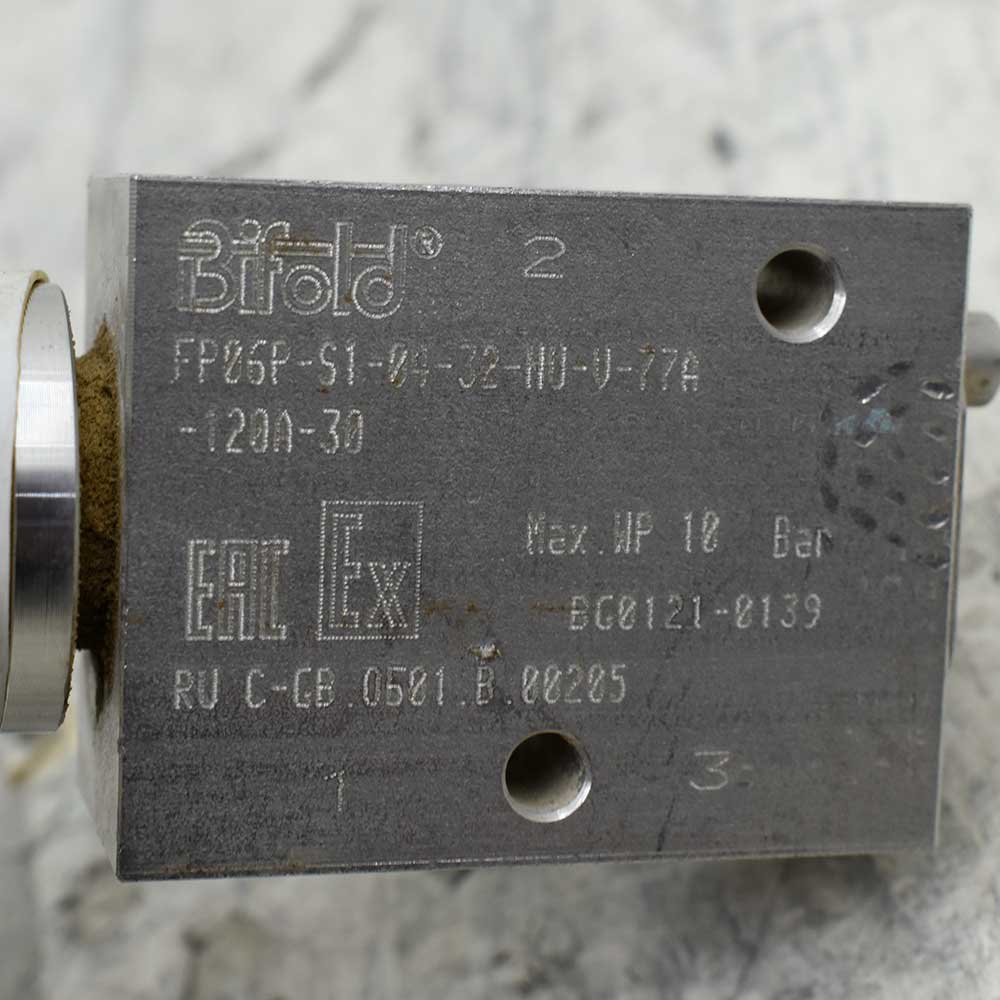 Bifold® 2
FP06P-S1-04-32-NU-V-77A
-120A-30
EAC Ex
Max.WP 10 Bar
BG0121-0139
RU C-GB.0501.B.00205
1 3